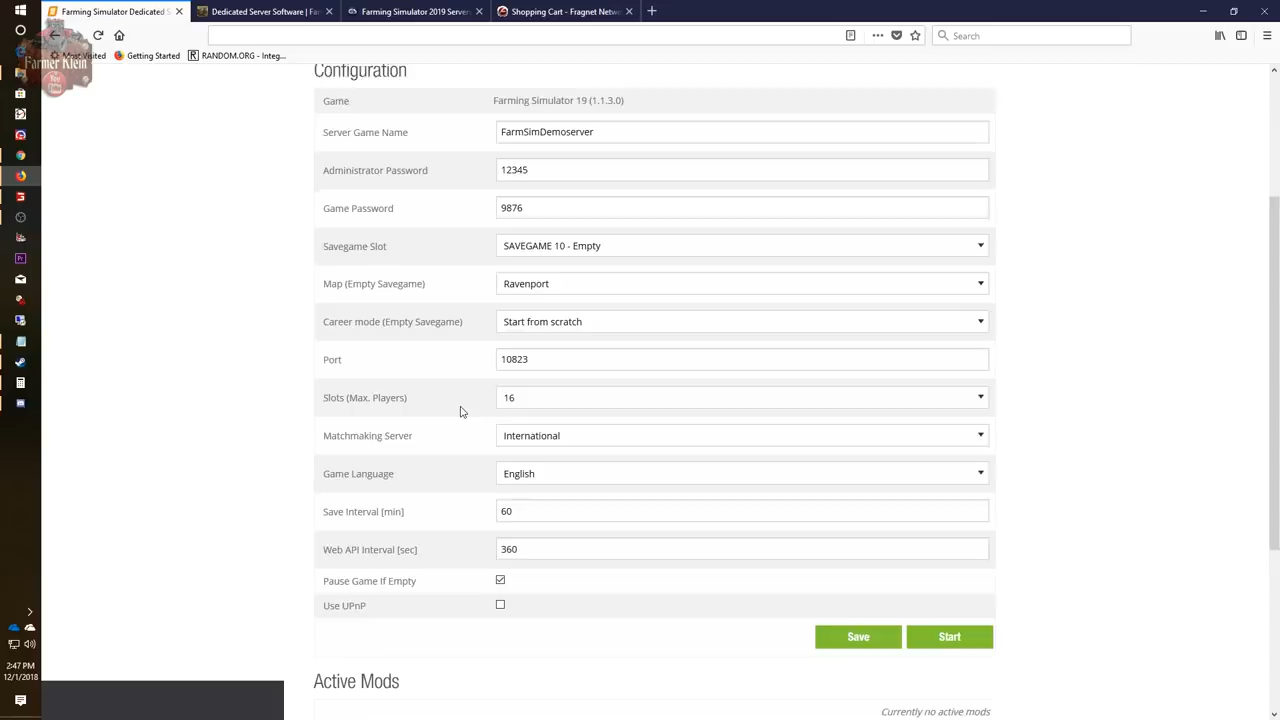 Farming Simulator Dedicated S
Dedicated Server Software | Fa
Farming Simulator 2019 Server
Shopping Cart - Fragnet Netw
Search
Most Visited
Getting Started
RANDOM.ORG - Integ...
Farmer Klein
You Tube
Configuration
Game Farming Simulator 19 (1.1.3.0)
Server Game Name FarmSimDemoserver
Administrator Password 12345
Game Password 9876
Savegame Slot SAVEGAME 10 - Empty
Map (Empty Savegame) Ravenport
Career mode (Empty Savegame) Start from scratch
Port 10823
Slots (Max. Players) 16
Matchmaking Server International
Game Language English
Save Interval [min] 60
Web API Interval [sec] 360
Pause Game If Empty
Use UPnP
Save Start
2:47 PM
12/1/2018
Active Mods
Currently no active mods